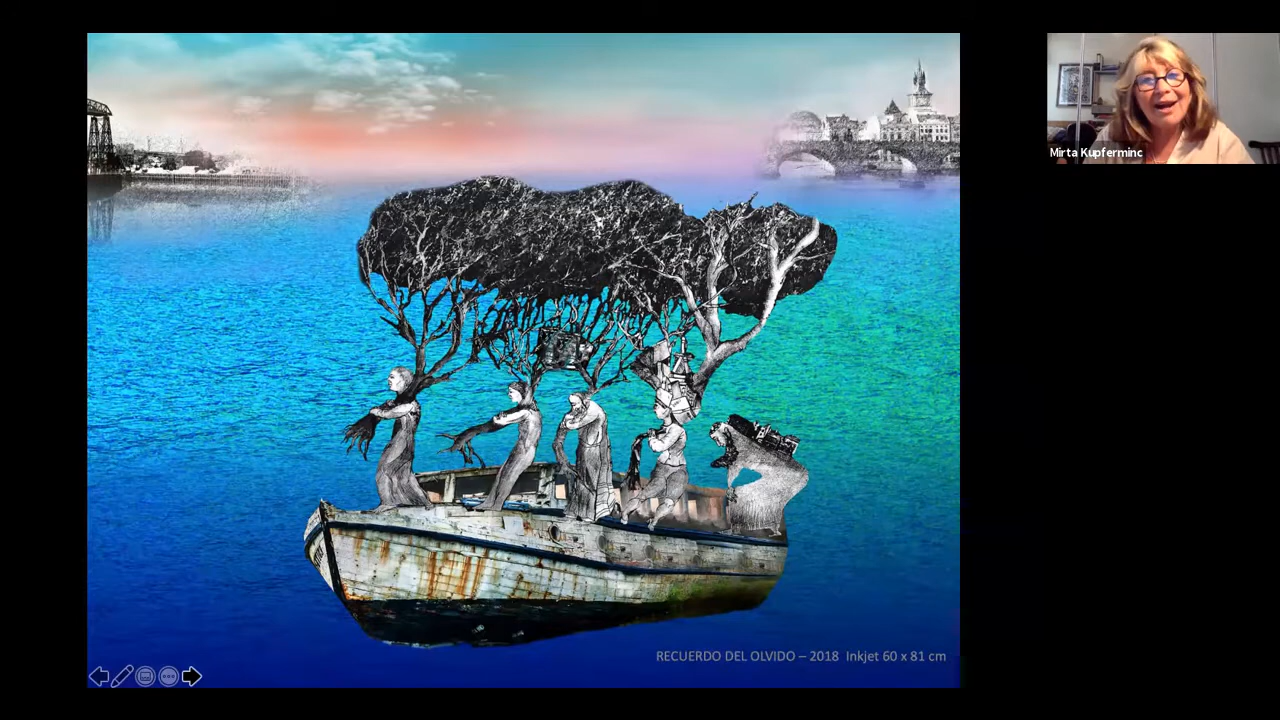 Mirta Kupferminc
RECUERDO DEL OLVIDO – 2018 Inkjet 60 x 81 cm